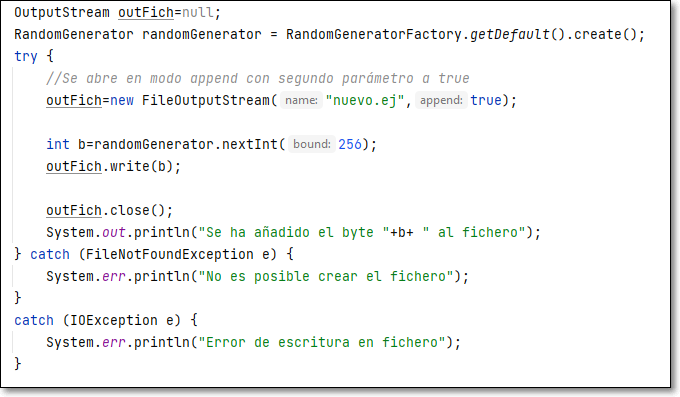 OutputStream outFich=null;
RandomGenerator randomGenerator = RandomGeneratorFactory.getDefault().create();
try {
//Se abre en modo append con segundo parámetro a true
outFich=new FileOutputStream( name: "nuevo.ej", append: true);
int b=randomGenerator.nextInt( bound: 256);
outFich.write(b);
outFich.close();
System.out.println("Se ha añadido el byte "+b+ " al fichero");
} catch (FileNotFoundException e) {
System.err.println("No es posible crear el fichero");
}
catch (IOException e) {
System.err.println("Error de escritura en fichero");
}